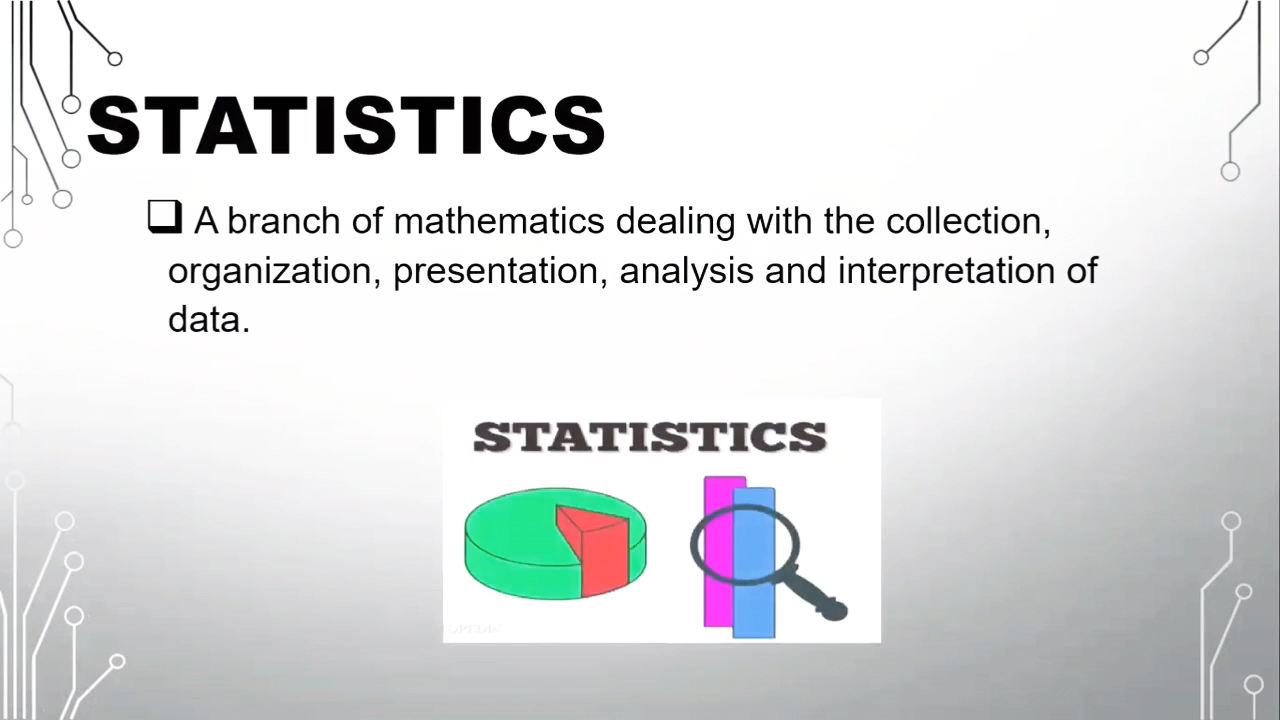 STATISTICS
A branch of mathematics dealing with the collection,
organization, presentation, analysis and interpretation of
data.
STATISTICS